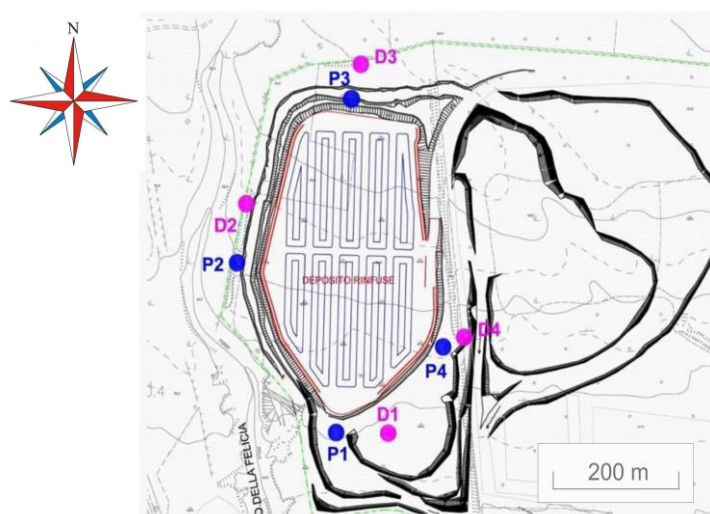 N
D3
P3
D2
P2
DEPOSITO RINFUSE
D4
P4
D1
P1
O DELLA FELICIA
200 m